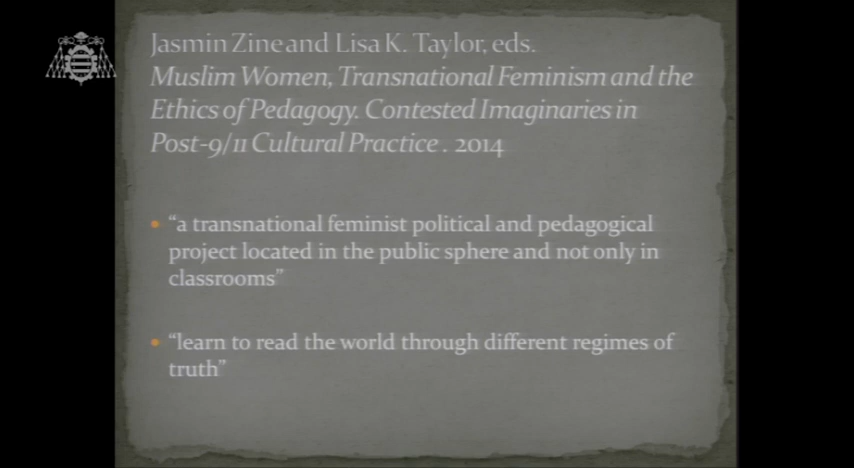 Jasmin Zine and Lisa K. Taylor, eds.
Muslim Women, Transnational Feminism and the
Ethics of Pedagogy. Contested Imaginaries in
Post-9/11 Cultural Practice . 2014
• “a transnational feminist political and pedagogical
project located in the public sphere and not only in
classrooms”
• “learn to read the world through different regimes of
truth”